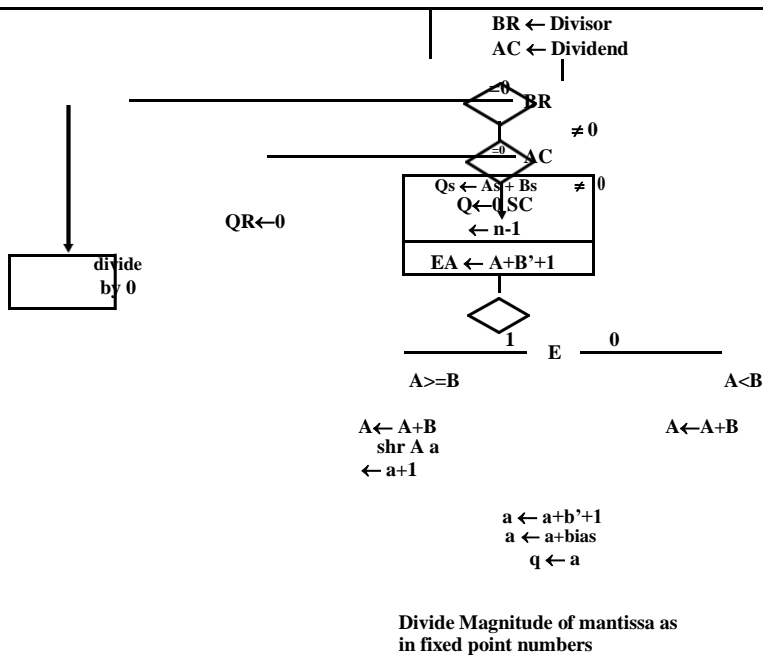 BR ← Divisor
AC ← Dividend
=0
BR
≠ 0
=0
AC
Qs ← As + Bs
≠ 0
Q←0 SC
← n-1
QR←0
EA ← A+B’+1
divide
by 0
1
E
0
A>=B
A<B
A← A+B
A←A+B
shr A a
← a+1
a ← a+b’+1
a ← a+bias
q ← a
Divide Magnitude of mantissa as
in fixed point numbers